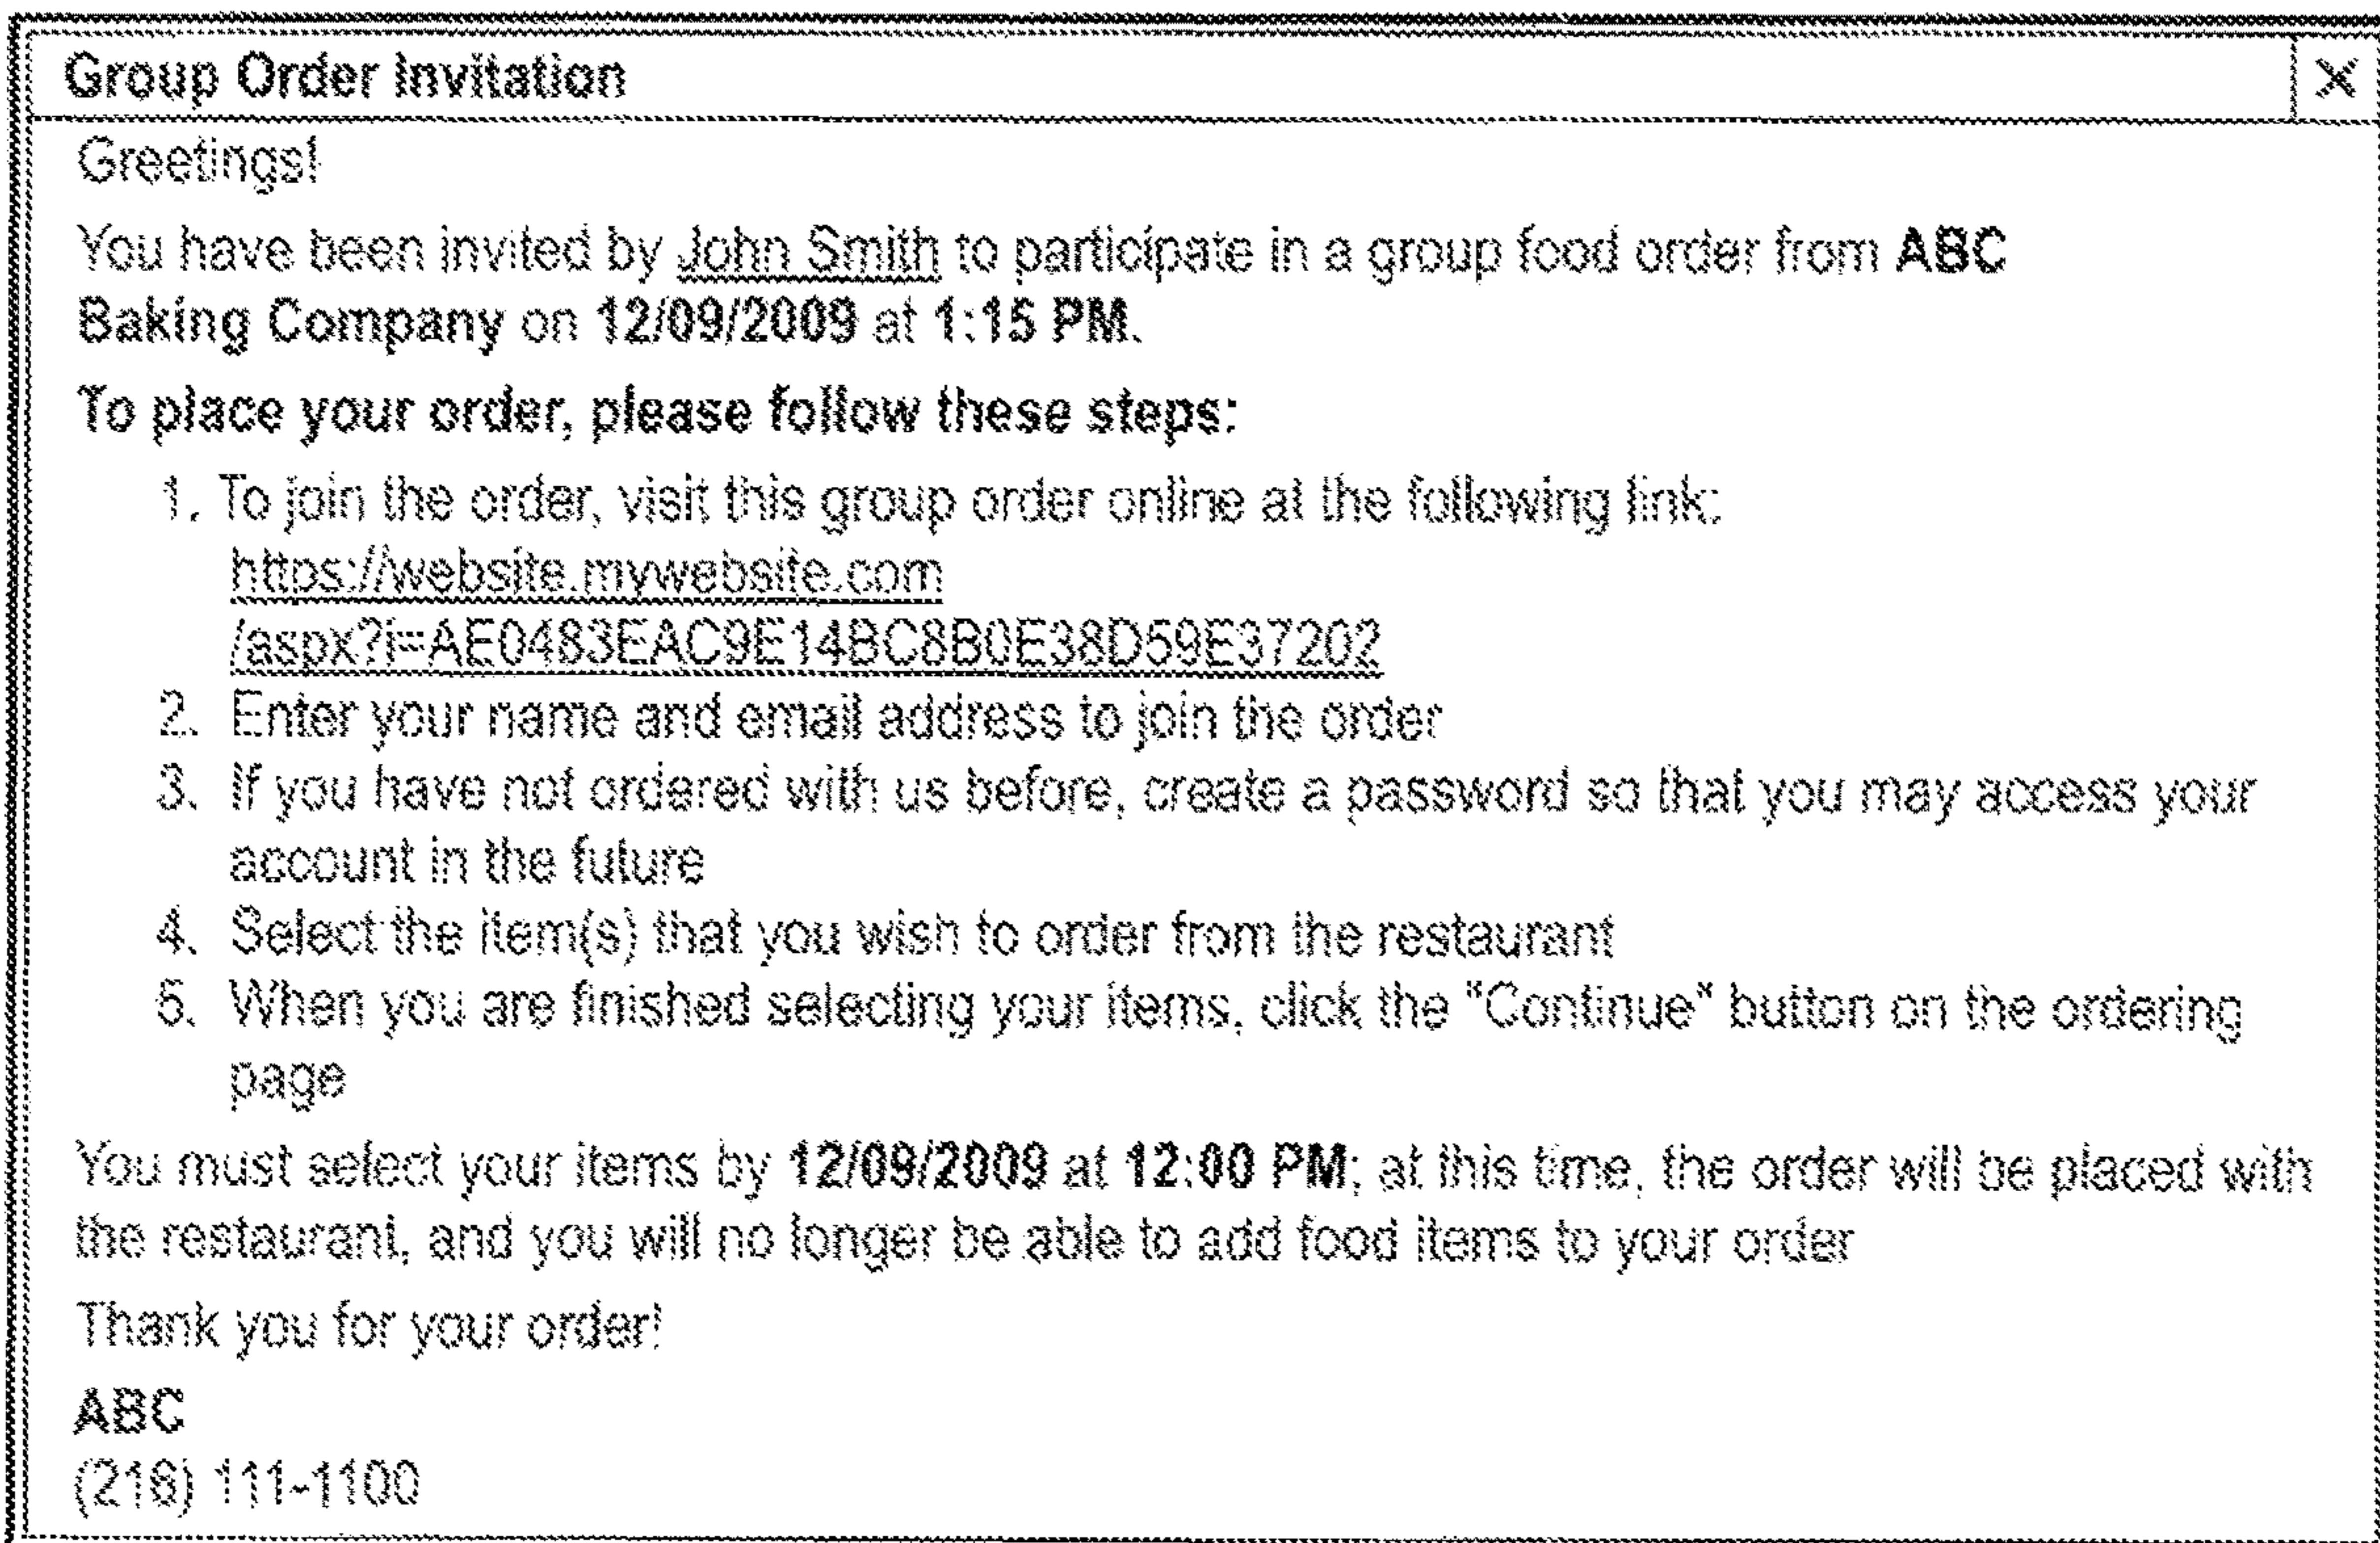 Group Order Invitation X
Greetings!
You have been invited by John Smith to participate in a group food order from ABC
Baking Company on 12/09/2009 at 1:15 PM.
To place your order, please follow these steps:
1. To join the order, visit this group order online at the following link:
https://website.mywebsite.com
/aspx?i=AE0483EAC9E14BC8B0E38D59E37202
2. Enter your name and email address to join the order
3. If you have not ordered with us before, create a password so that you may access your
account in the future
4. Select the item(s) that you wish to order from the restaurant
5. When you are finished selecting your items, click the "Continue" button on the ordering
page
You must select your items by 12/09/2009 at 12:00 PM; at this time, the order will be placed with
the restaurant, and you will no longer be able to add food items to your order
Thank you for your order!
ABC
(216) 111-1100